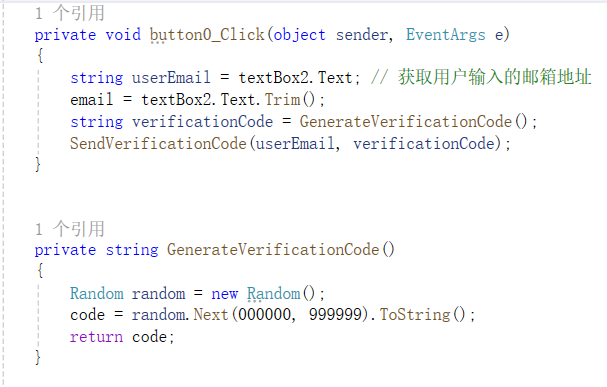 1 个引用
private void button0_Click(object sender, EventArgs e)
{
string userEmail = textBox2.Text; // 获取用户输入的邮箱地址
email = textBox2.Text.Trim();
string verificationCode = GenerateVerificationCode();
SendVerificationCode(userEmail, verificationCode);
}
1 个引用
private string GenerateVerificationCode()
{
Random random = new Random();
code = random.Next(000000, 999999).ToString();
return code;
}